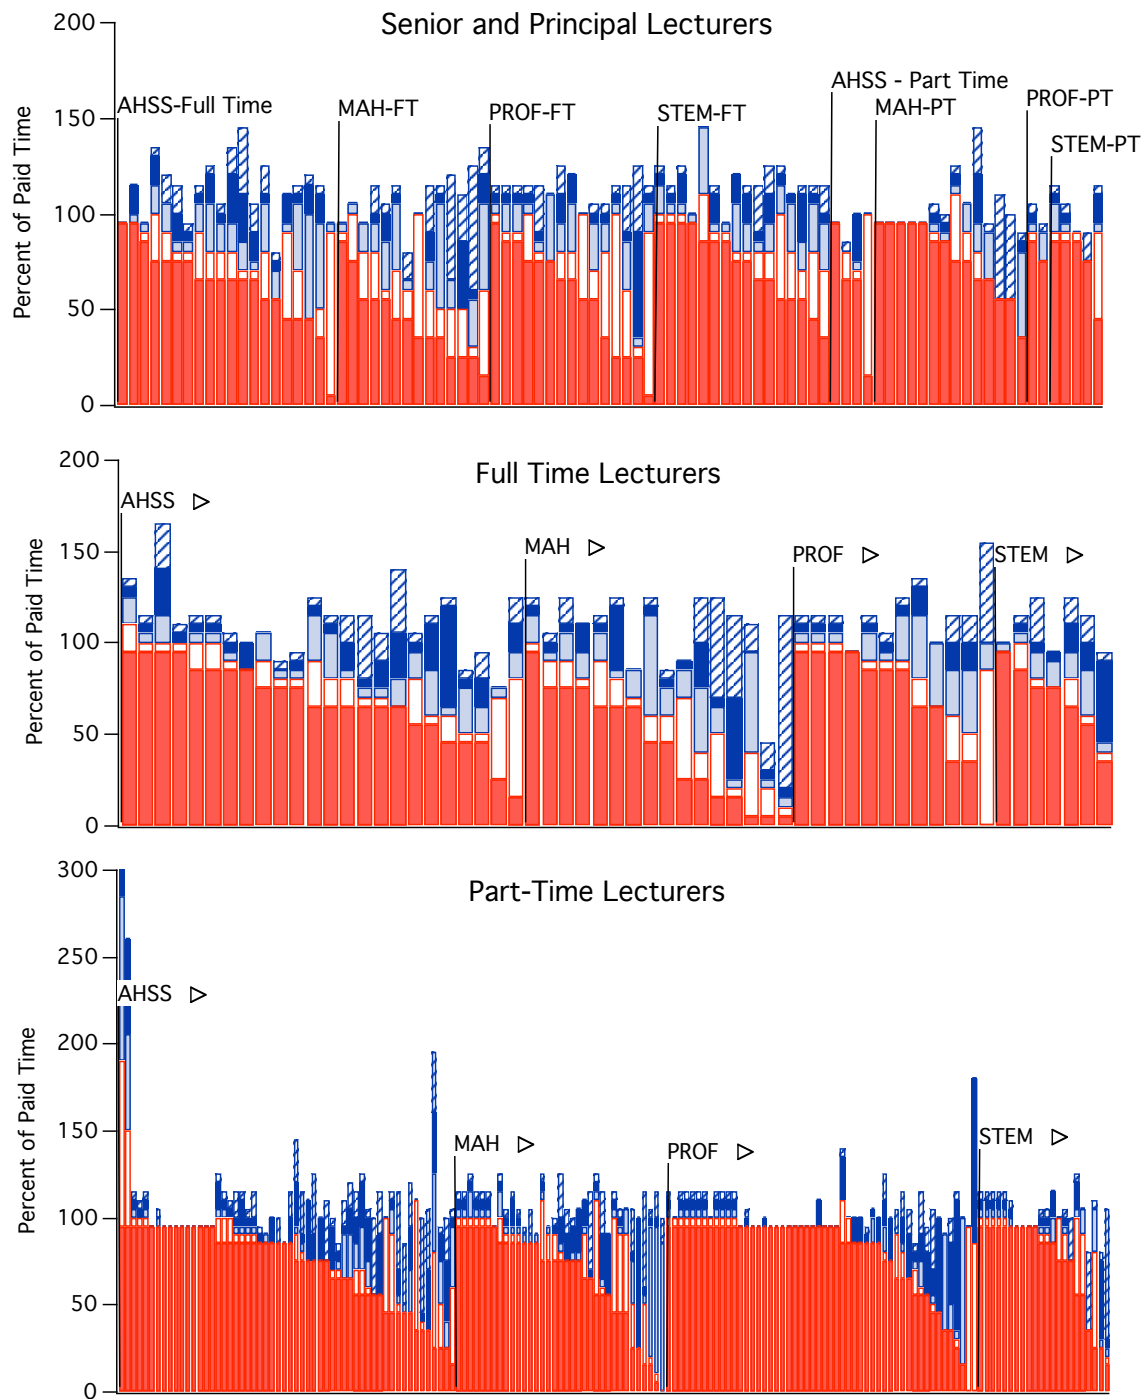 Senior and Principal Lecturers
200
150
100
50
0
Percent of Paid Time
AHSS-Full Time
MAH-FT
PROF-FT
STEM-FT
AHSS - Part Time
MAH-PT
PROF-PT
STEM-PT
Full Time Lecturers
200
150
100
50
0
Percent of Paid Time
AHSS ▷
MAH ▷
PROF ▷
STEM ▷
Part-Time Lecturers
300
250
200
150
100
50
0
Percent of Paid Time
AHSS ▷
MAH ▷
PROF ▷
STEM ▷